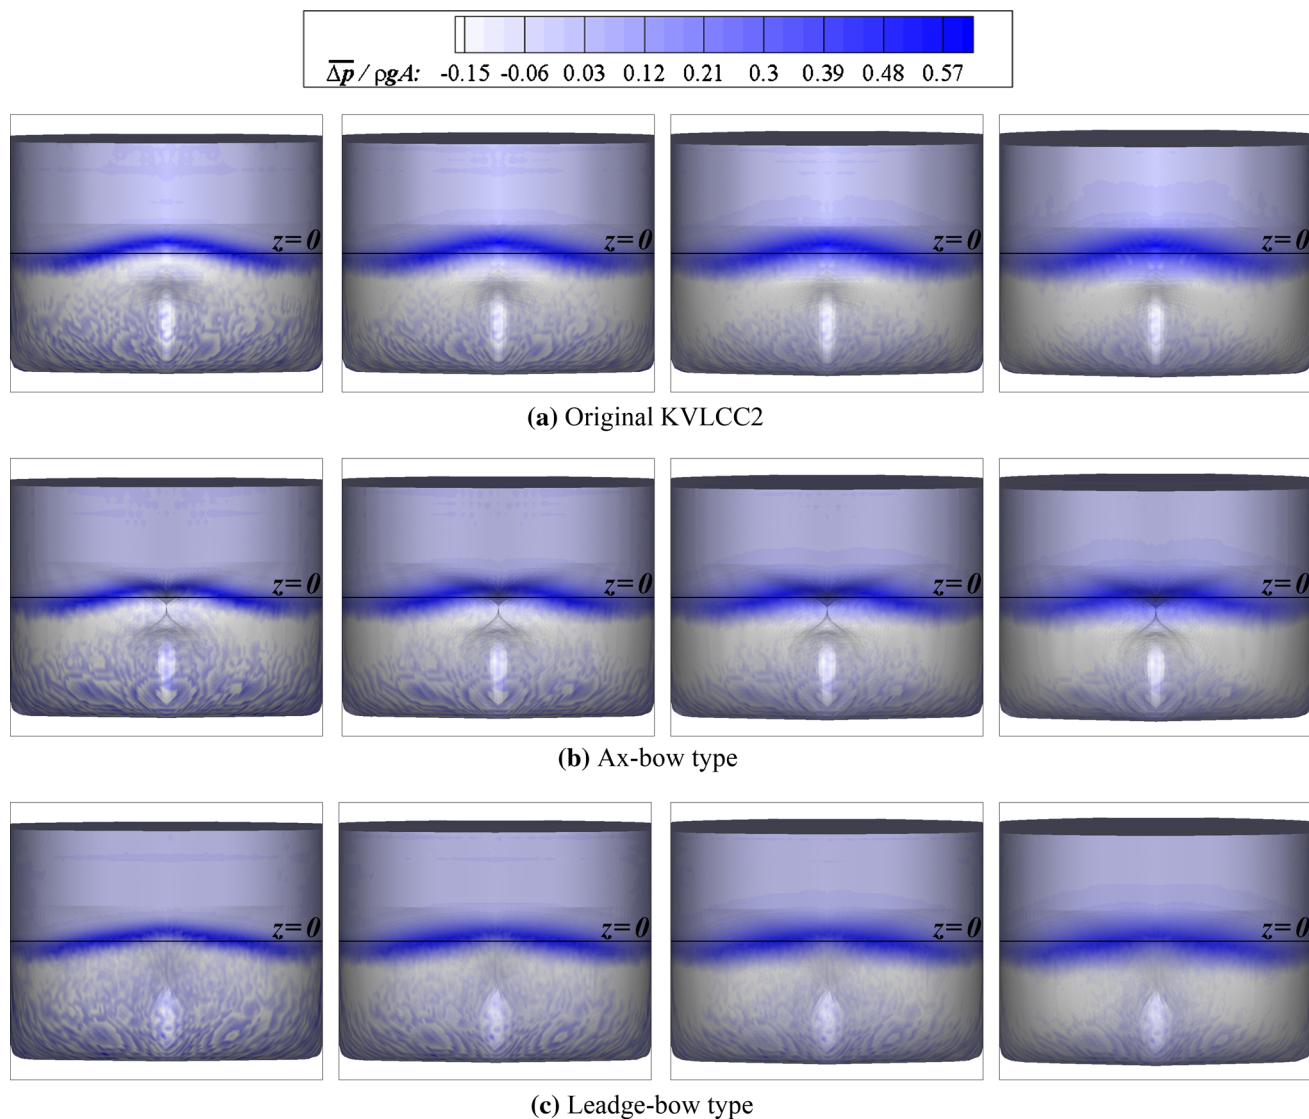 Δp / ρgA: -0.15 -0.06 0.03 0.12 0.21 0.3 0.39 0.48 0.57
z=0 z=0 z=0 z=0
(a) Original KVLCC2
z=0 z=0 z=0 z=0
(b) Ax-bow type
z=0 z=0 z=0 z=0
(c) Leadge-bow type